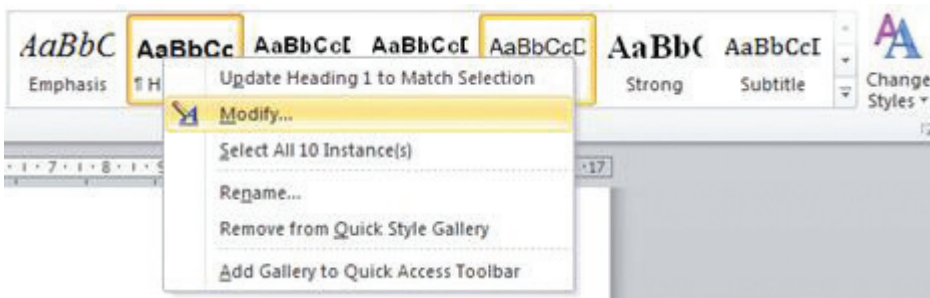 AaBbC AaBbCc AaBbCcI AaBbCcI AaBbCcD AaBb( AaBbCcI
Emphasis ¶ H Strong Subtitle Change
Styles
Update Heading 1 to Match Selection
Modify...
Select All 10 Instance(s)
Rename...
Remove from Quick Style Gallery
Add Gallery to Quick Access Toolbar
7 8 17